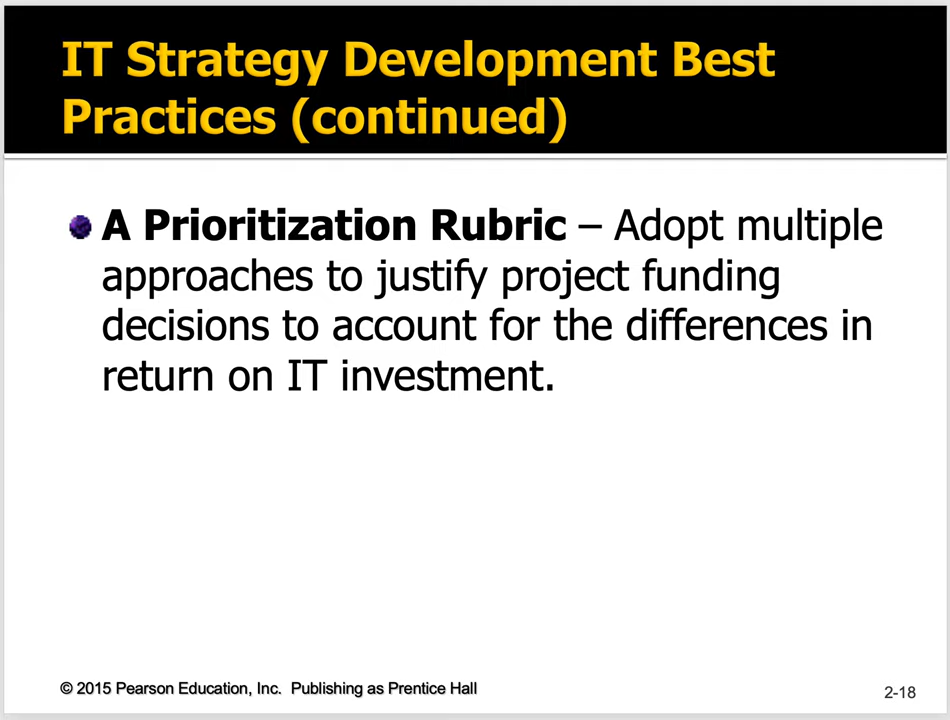 IT Strategy Development Best
Practices (continued)
A Prioritization Rubric – Adopt multiple
approaches to justify project funding
decisions to account for the differences in
return on IT investment.
© 2015 Pearson Education, Inc. Publishing as Prentice Hall
2-18